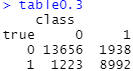 > table0.3
class
true 0 1
0 13656 1938
1 1223 8992